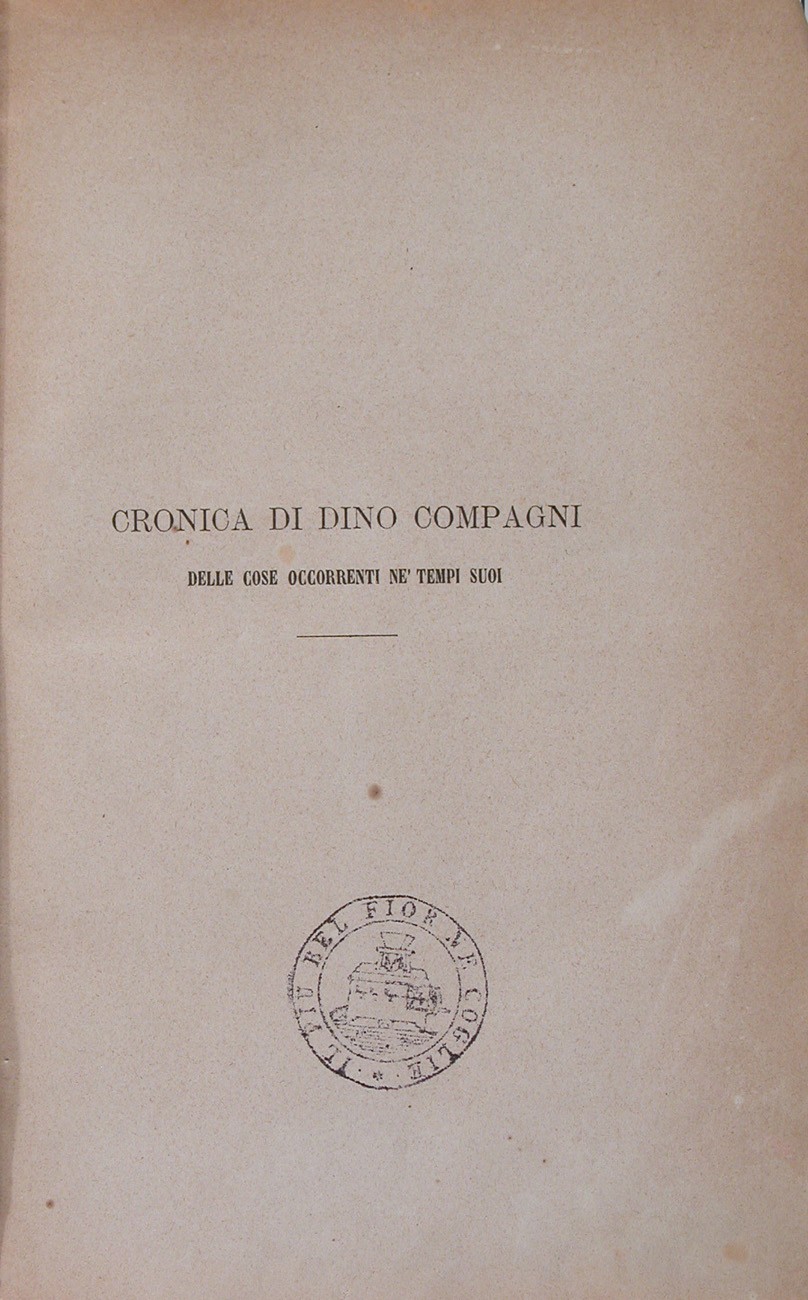 CRONICA DI DINO COMPAGNI
DELLE COSE OCCORRENTI NE' TEMPI SUOI
IL PIU BEL FIOR NE COGLIE